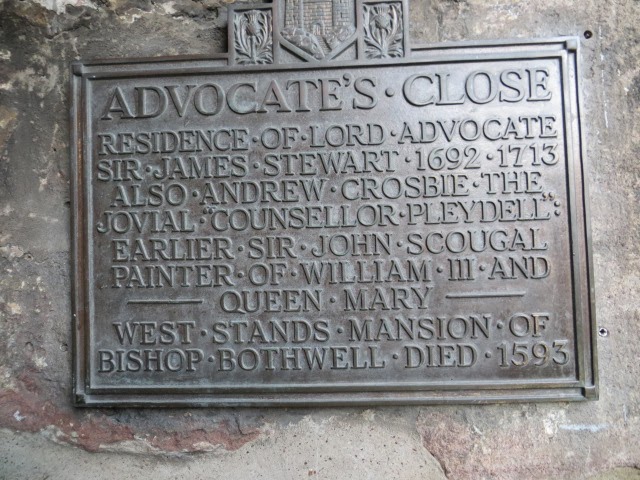 ADVOCATE'S·CLOSE
RESIDENCE·OF·LORD·ADVOCATE
SIR·JAMES·STEWART·1692·1713
ALSO·ANDREW·CROSBIE·THE
JOVIAL·"COUNSELLOR·PLEYDELL":
EARLIER·SIR·JOHN·SCOUGAL
PAINTER·OF·WILLIAM·III·AND
QUEEN·MARY
WEST·STANDS·MANSION·OF
BISHOP·BOTHWELL·DIED·1593